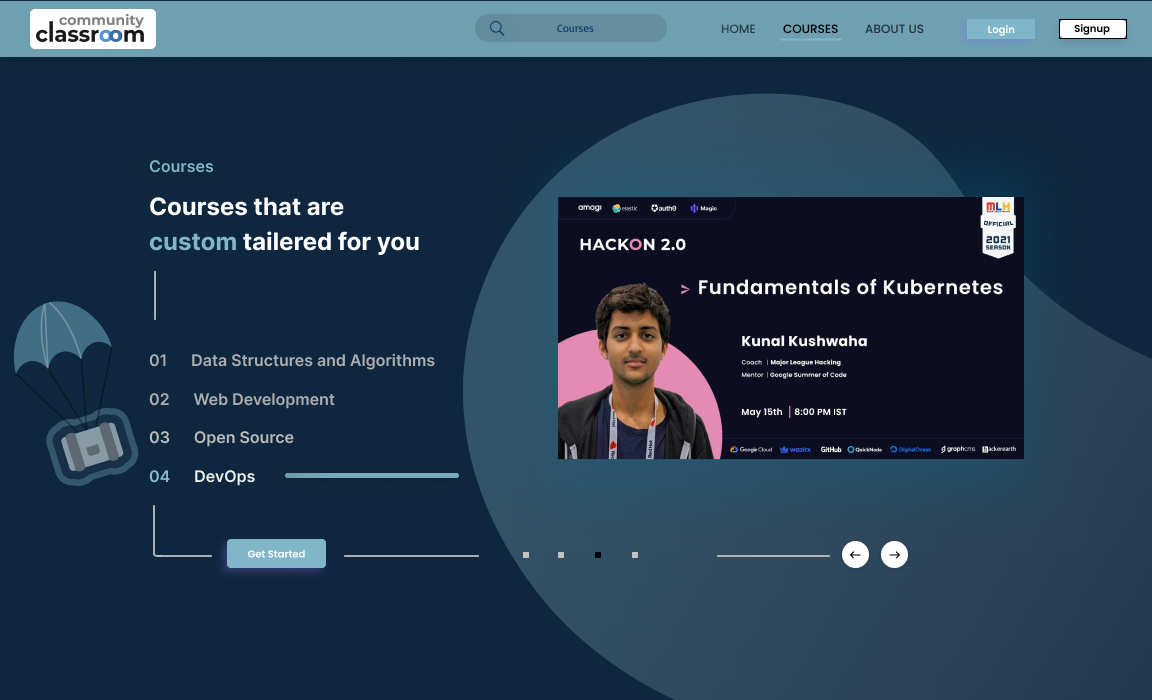 community
classroom
Courses
HOME
COURSES
ABOUT US
Login
Signup
Courses
Courses that are
custom tailered for you
01 Data Structures and Algorithms
02 Web Development
03 Open Source
04 DevOps
Get Started
amagi elastic auth0 Magic
MLH
OFFICIAL
2021
SEASON
HACKON 2.0
> Fundamentals of Kubernetes
Kunal Kushwaha
Coach | Major League Hacking
Mentor | Google Summer of Code
May 15th | 8:00 PM IST
Google Cloud wazirx GitHub QuickNode DigitalOcean graphcms hackerearth